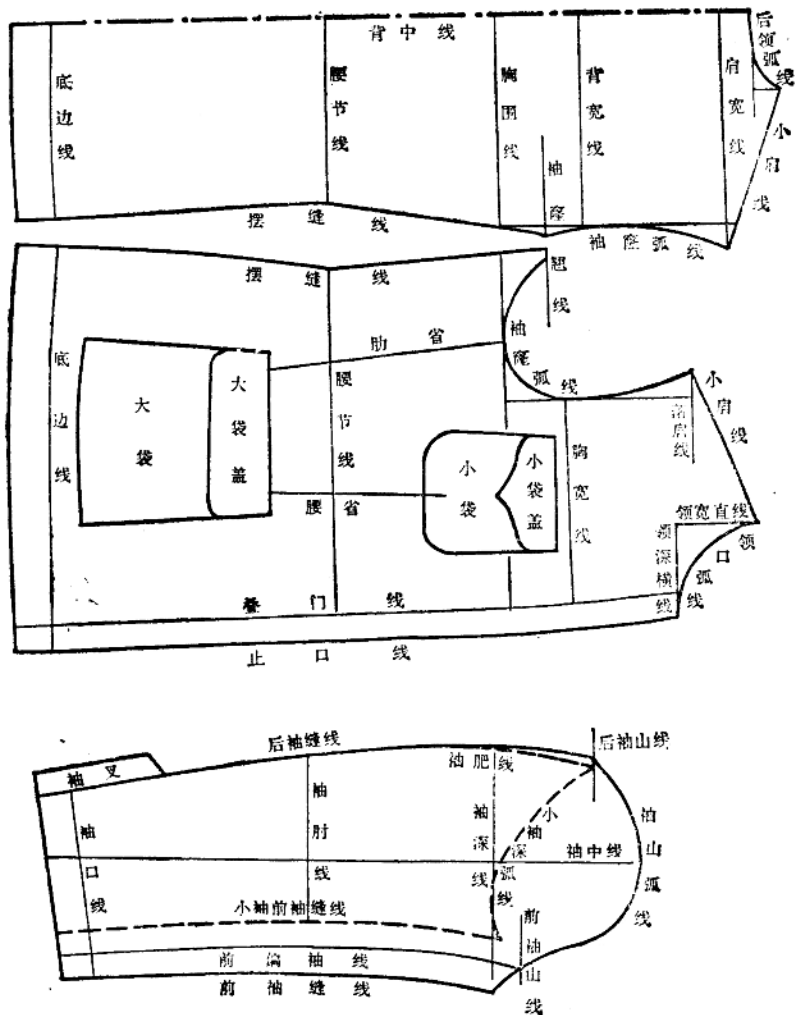 背中线
后领弧线
底边线
腰节线
胸围线
背宽线
肩宽线
小肩线
袖窿
摆缝线
袖窿弧线
摆缝线
翘线
底边线
大袋
大袋盖
肋省
腰节线
袖窿弧线
小肩线
落肩线
小袋
小袋盖
胸宽线
腰省
领宽直线
领深横线
领口弧线
叠门线
止口线
后袖缝线
后袖山线
袖叉
袖肥线
袖口线
袖肘线
袖深线
小袖深弧线
袖中线
袖山弧线
小袖前袖缝线
前袖山线
前偏袖线
前袖缝线